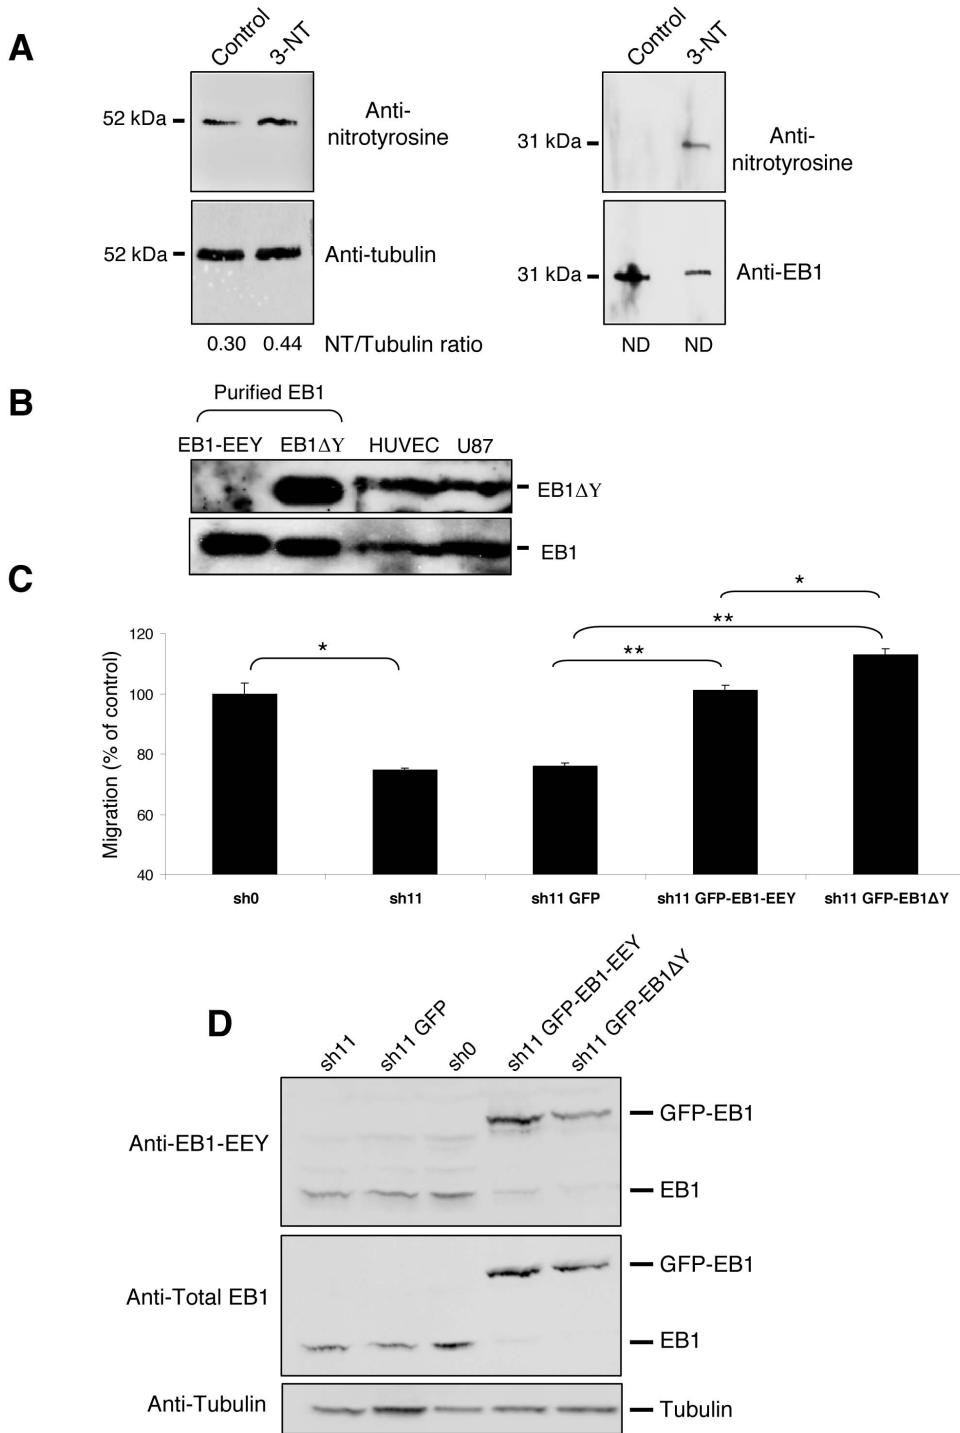 A
Control 3-NT
52 kDa
Anti-
nitrotyrosine
52 kDa
Anti-tubulin
0.30 0.44 NT/Tubulin ratio
Control 3-NT
31 kDa
Anti-
nitrotyrosine
31 kDa
Anti-EB1
ND ND
B
Purified EB1
EB1-EEY EB1ΔY HUVEC U87
EB1ΔY
EB1
C
Migration (% of control)
120
100
80
60
40
*
**
**
*
sh0 sh11 sh11 GFP sh11 GFP-EB1-EEY sh11 GFP-EB1ΔY
D
sh11 sh11 GFP sh0 sh11 GFP-EB1-EEY sh11 GFP-EB1ΔY
Anti-EB1-EEY
GFP-EB1
EB1
Anti-Total EB1
GFP-EB1
EB1
Anti-Tubulin
Tubulin